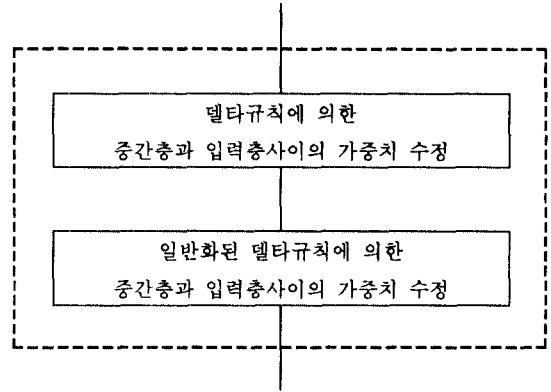 델타규칙에 의한
중간층과 입력층사이의 가중치 수정
일반화된 델타규칙에 의한
중간층과 입력층사이의 가중치 수정